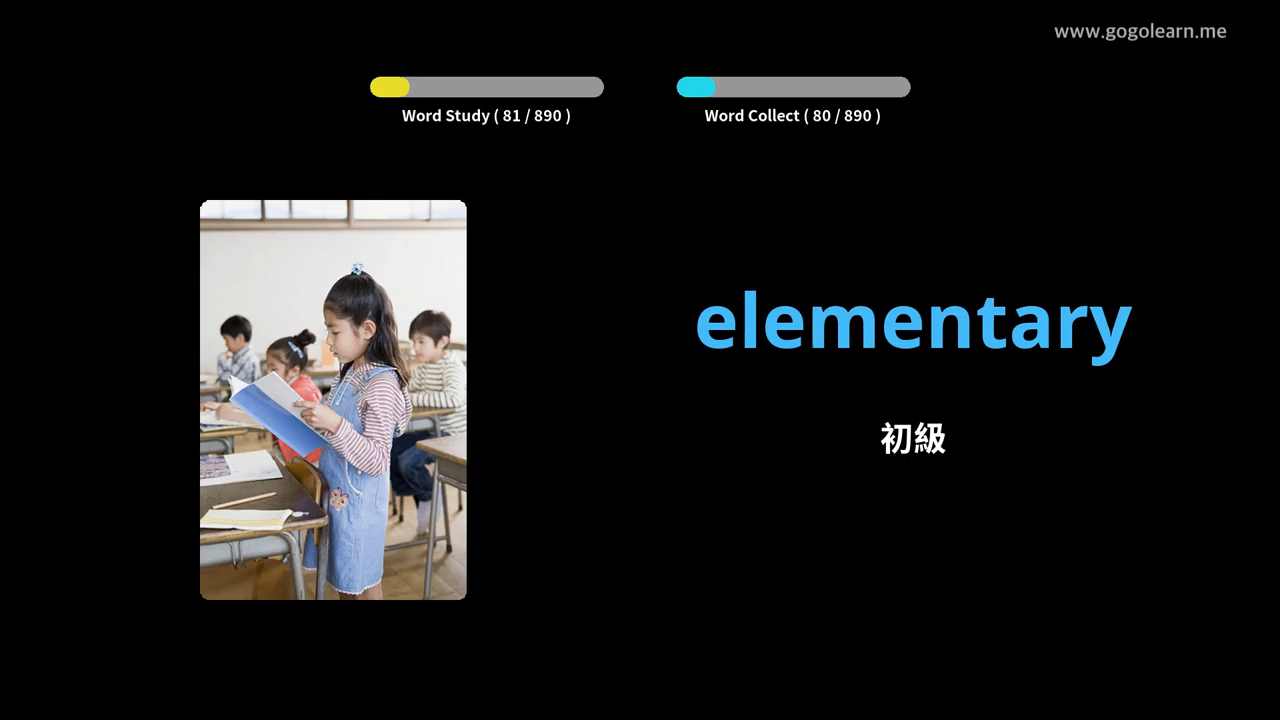 www.gogolearn.me
Word Study ( 81 / 890 )
Word Collect ( 80 / 890 )
elementary
初級